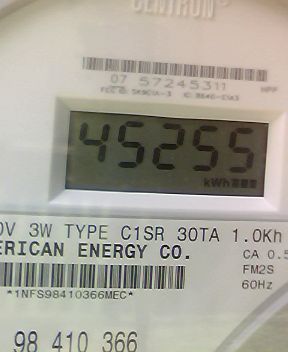 CENTRON
07 57245311
45255
kWh
3W TYPE C1SR 30TA 1.0Kh
ERICAN ENERGY CO.
CA 0.5
FM2S
60Hz
*1NFS98410366MEC*
98 410 366